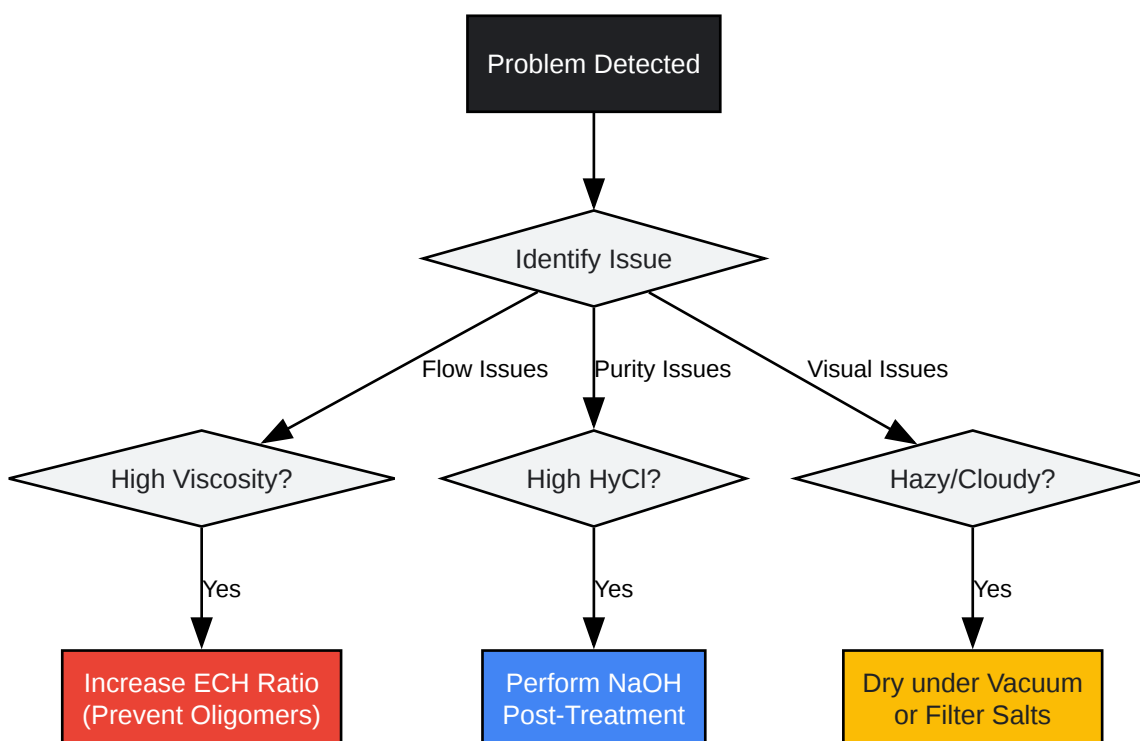 Problem Detected
Identify Issue
Flow Issues
Purity Issues
Visual Issues
High Viscosity?
High HyCl?
Hazy/Cloudy?
Yes
Yes
Yes
Increase ECH Ratio
(Prevent Oligomers)
Perform NaOH
Post-Treatment
Dry under Vacuum
or Filter Salts